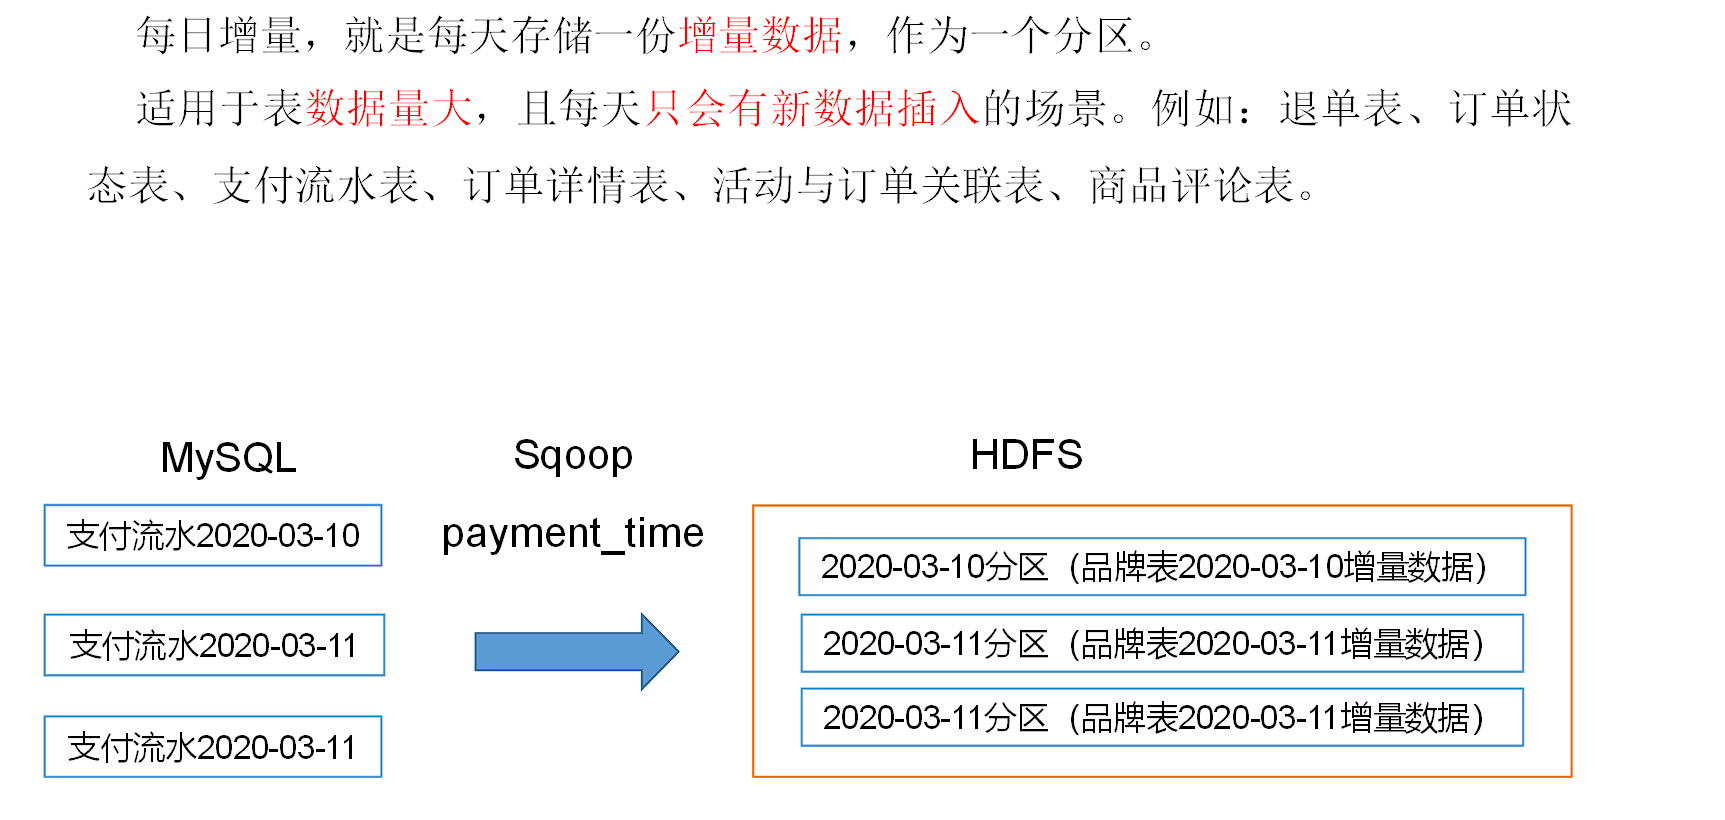 每日增量，就是每天存储一份增量数据，作为一个分区。
适用于表数据量大，且每天只会有新数据插入的场景。例如：退单表、订单状
态表、支付流水表、订单详情表、活动与订单关联表、商品评论表。
MySQL
Sqoop
HDFS
支付流水2020-03-10
payment_time
2020-03-10分区（品牌表2020-03-10增量数据）
支付流水2020-03-11
2020-03-11分区（品牌表2020-03-11增量数据）
支付流水2020-03-11
2020-03-11分区（品牌表2020-03-11增量数据）